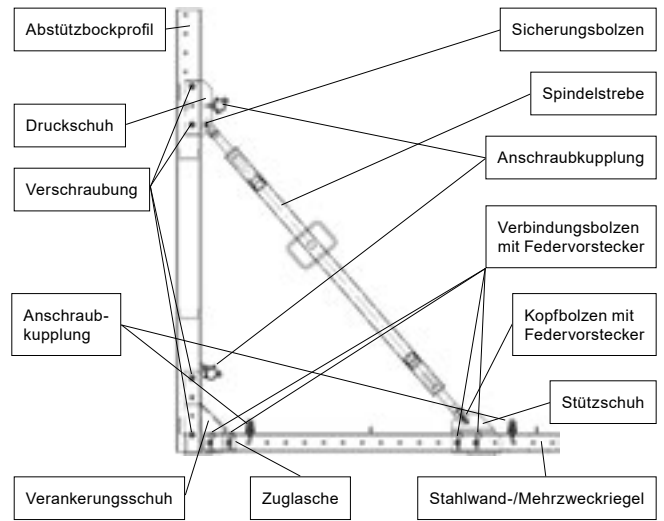 Abstützbockprofil
Sicherungsbolzen
Spindelstrebe
Druckschuh
Anschraubkupplung
Verschraubung
Verbindungsbolzen
mit Federvorstecker
Anschraub-
kupplung
Kopfbolzen mit
Federvorstecker
Stützschuh
Verankerungsschuh
Zuglasche
Stahlwand-/Mehrzweckriegel